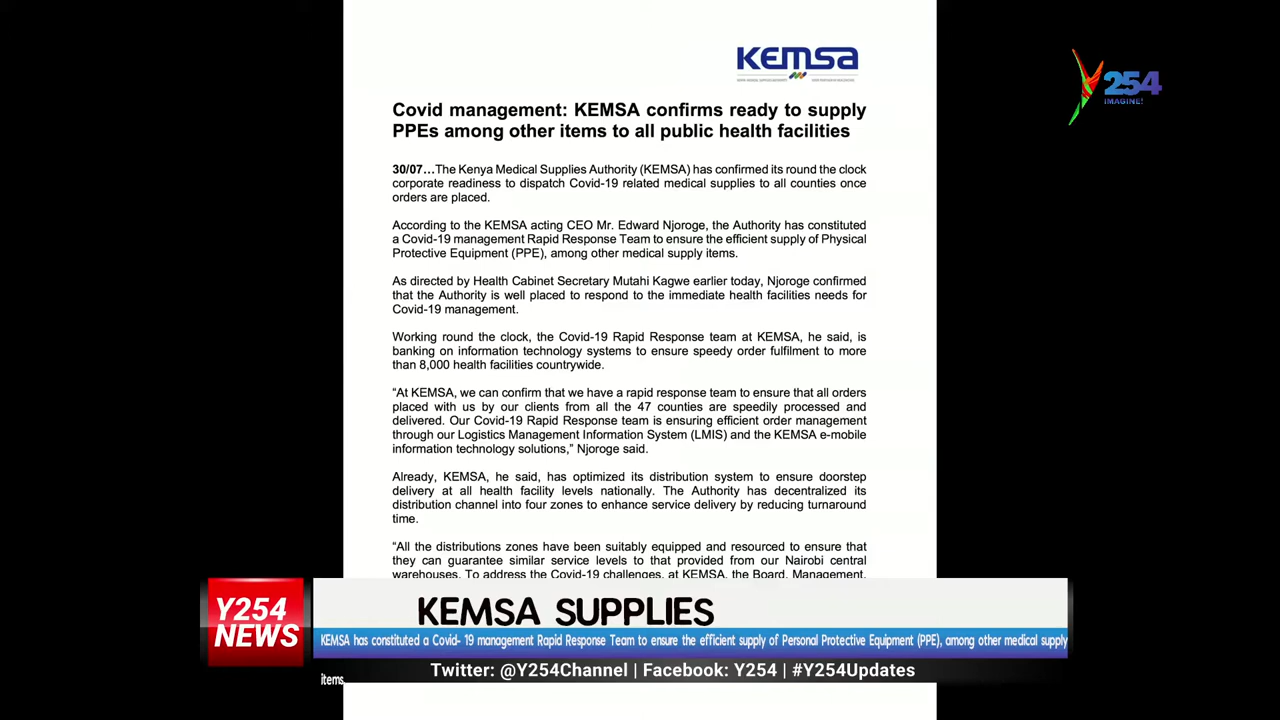 KEMSA
254
IMAGINE!
Covid management: KEMSA confirms ready to supply
PPEs among other items to all public health facilities
30/07…The Kenya Medical Supplies Authority (KEMSA) has confirmed its round the clock
corporate readiness to dispatch Covid-19 related medical supplies to all counties once
orders are placed.
According to the KEMSA acting CEO Mr. Edward Njoroge, the Authority has constituted
a Covid-19 management Rapid Response Team to ensure the efficient supply of Physical
Protective Equipment (PPE), among other medical supply items.
As directed by Health Cabinet Secretary Mutahi Kagwe earlier today, Njoroge confirmed
that the Authority is well placed to respond to the immediate health facilities needs for
Covid-19 management.
Working round the clock, the Covid-19 Rapid Response team at KEMSA, he said, is
banking on information technology systems to ensure speedy order fulfilment to more
than 8,000 health facilities countrywide.
“At KEMSA, we can confirm that we have a rapid response team to ensure that all orders
placed with us by our clients from all the 47 counties are speedily processed and
delivered. Our Covid-19 Rapid Response team is ensuring efficient order management
through our Logistics Management Information System (LMIS) and the KEMSA e-mobile
information technology solutions,” Njoroge said.
Already, KEMSA, he said, has optimized its distribution system to ensure doorstep
delivery at all health facility levels nationally. The Authority has decentralized its
distribution channel into four zones to enhance service delivery by reducing turnaround
time.
“All the distributions zones have been suitably equipped and resourced to ensure that
they can guarantee similar service levels to that provided from our Nairobi central
warehouses. To address the Covid-19 challenges, at KEMSA, the Board, Management,
Y254
NEWS
KEMSA SUPPLIES
KEMSA has constituted a Covid- 19 management Rapid Response Team to ensure the efficient supply of Personal Protective Equipment (PPE), among other medical supply
items.
Twitter: @Y254Channel | Facebook: Y254 | #Y254Updates